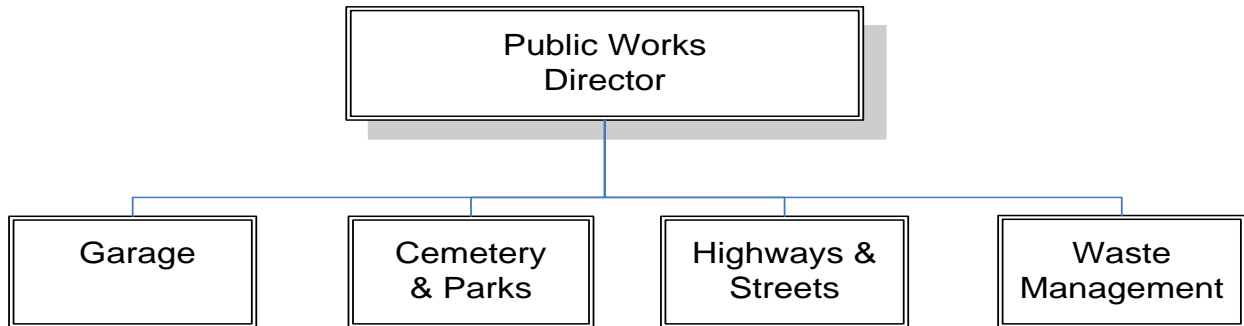 Public Works
Director
Garage
Cemetery
& Parks
Highways &
Streets
Waste
Management